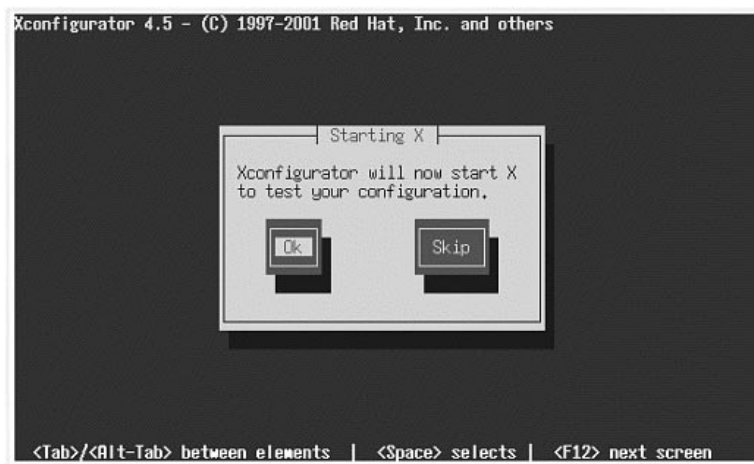 Xconfigurator 4.5 - (C) 1997-2001 Red Hat, Inc. and others
Starting X
Xconfigurator will now start X
to test your configuration.
Ok Skip
<Tab>/<Alt-Tab> between elements | <Space> selects | <F12> next screen